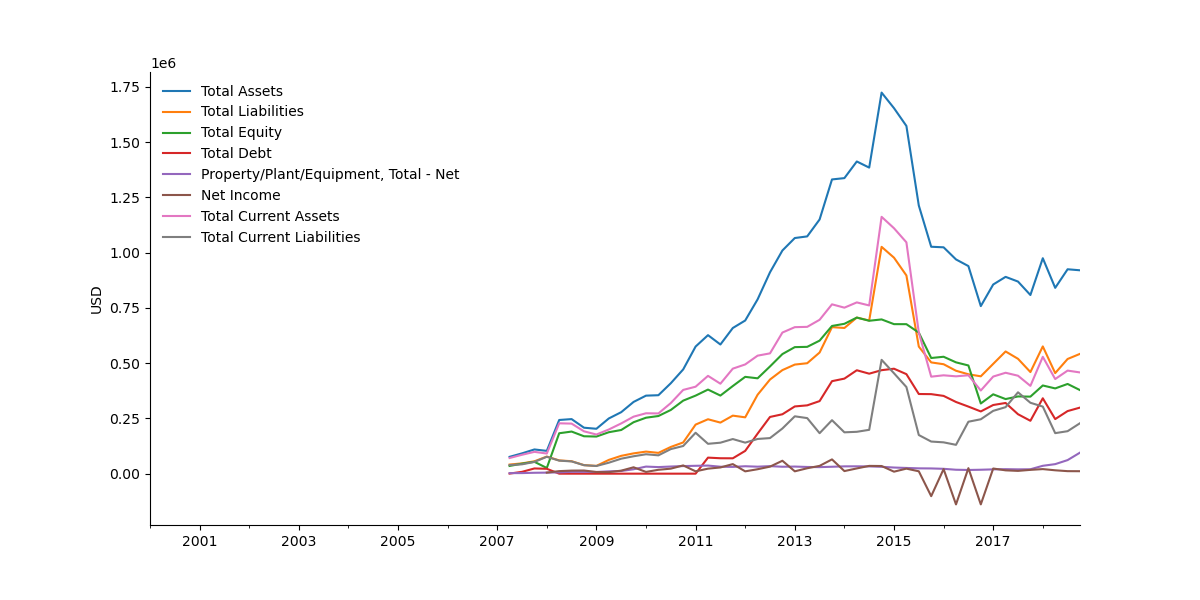 1e6
1.75
1.50
1.25
1.00
0.75
0.50
0.25
0.00
USD
Total Assets
Total Liabilities
Total Equity
Total Debt
Property/Plant/Equipment, Total - Net
Net Income
Total Current Assets
Total Current Liabilities
2001 2003 2005 2007 2009 2011 2013 2015 2017